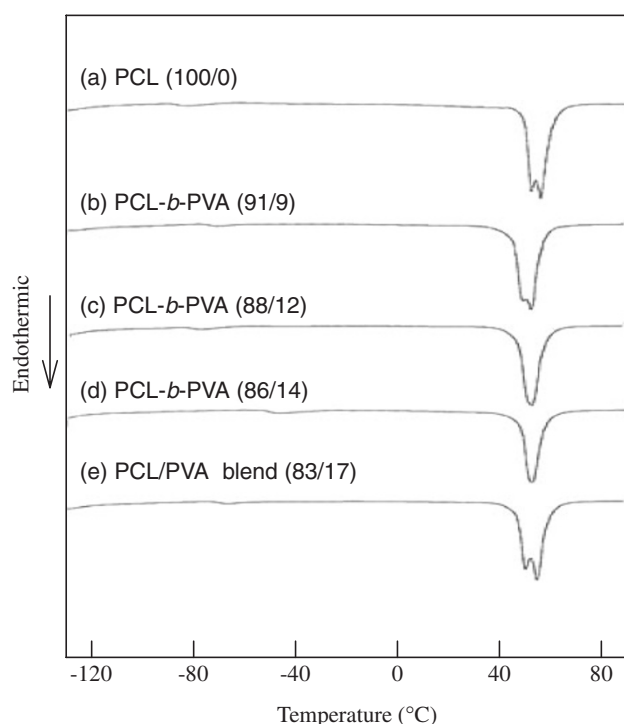 (a) PCL (100/0)
(b) PCL-b-PVA (91/9)
(c) PCL-b-PVA (88/12)
(d) PCL-b-PVA (86/14)
(e) PCL/PVA blend (83/17)
Endothermic
-120 -80 -40 0 40 80
Temperature (°C)